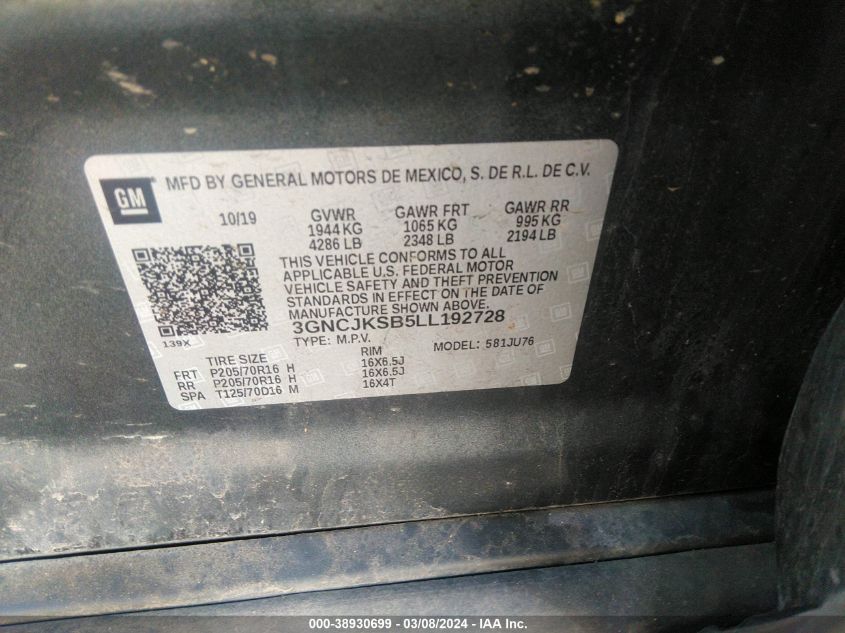 GM
MFD BY GENERAL MOTORS DE MEXICO, S. DE R.L. DE C.V.
10/19 GVWR GAWR FRT GAWR RR
1944 KG 1065 KG 995 KG
4286 LB 2348 LB 2194 LB
THIS VEHICLE CONFORMS TO ALL
APPLICABLE U.S. FEDERAL MOTOR
VEHICLE SAFETY AND THEFT PREVENTION
STANDARDS IN EFFECT ON THE DATE OF
MANUFACTURE SHOWN ABOVE.
3GNCJKSB5LL192728
139X
TYPE: M.P.V. MODEL: 581JU76
TIRE SIZE RIM
FRT P205/70R16 H 16X6.5J
RR P205/70R16 H 16X6.5J
SPA T125/70D16 M 16X4T
000-38930699 - 03/08/2024 - IAA Inc.